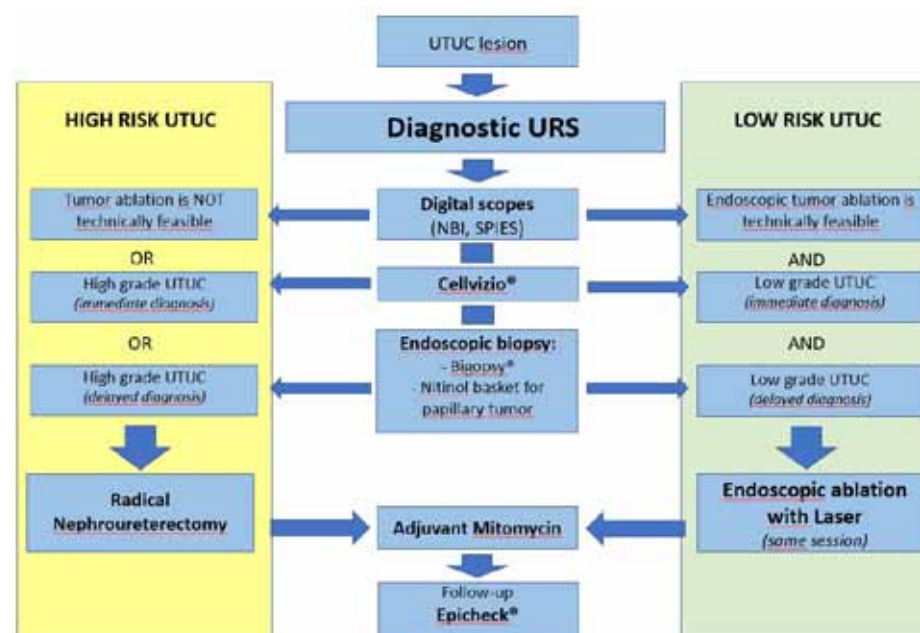 UTUC lesion
Diagnostic URS
HIGH RISK UTUC
Tumor ablation is NOT
technically feasible
OR
High grade UTUC
(immediate diagnosis)
OR
High grade UTUC
(delayed diagnosis)
Radical
Nephroureterectomy
Digital scopes
(NBI, SPIES)
Cellvizio®
Endoscopic biopsy:
- Bigopsy®
- Nitinol basket for
papillary tumor
LOW RISK UTUC
Endoscopic tumor ablation is
technically feasible
AND
Low grade UTUC
(immediate diagnosis)
AND
Low grade UTUC
(delayed diagnosis)
Endoscopic ablation
with Laser
(same session)
Adjuvant Mitomycin
Follow-up
Epicheck®